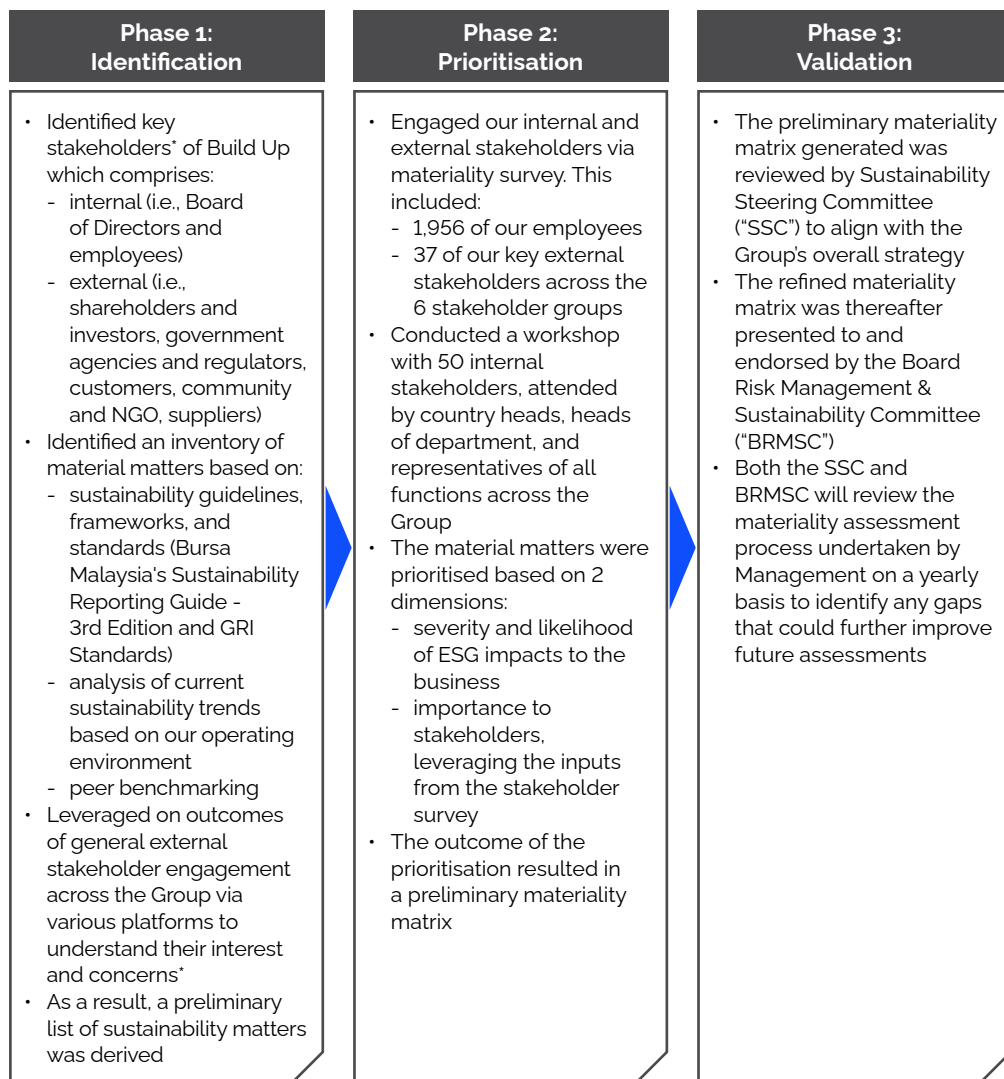 Phase 1:
Identification
• Identified key
stakeholders* of Build Up
which comprises:
- internal (i.e., Board
of Directors and
employees)
- external (i.e.,
shareholders and
investors, government
agencies and regulators,
customers, community
and NGO, suppliers)
• Identified an inventory of
material matters based on:
- sustainability guidelines,
frameworks, and
standards (Bursa
Malaysia's Sustainability
Reporting Guide -
3rd Edition and GRI
Standards)
- analysis of current
sustainability trends
based on our operating
environment
- peer benchmarking
• Leveraged on outcomes
of general external
stakeholder engagement
across the Group via
various platforms to
understand their interest
and concerns*
• As a result, a preliminary
list of sustainability matters
was derived
Phase 2:
Prioritisation
• Engaged our internal and
external stakeholders via
materiality survey. This
included:
- 1,956 of our employees
- 37 of our key external
stakeholders across the
6 stakeholder groups
• Conducted a workshop
with 50 internal
stakeholders, attended
by country heads, heads
of department, and
representatives of all
functions across the
Group
• The material matters were
prioritised based on 2
dimensions:
- severity and likelihood
of ESG impacts to the
business
- importance to
stakeholders,
leveraging the inputs
from the stakeholder
survey
• The outcome of the
prioritisation resulted in
a preliminary materiality
matrix
Phase 3:
Validation
• The preliminary materiality
matrix generated was
reviewed by Sustainability
Steering Committee
(“SSC”) to align with the
Group’s overall strategy
• The refined materiality
matrix was thereafter
presented to and
endorsed by the Board
Risk Management &
Sustainability Committee
(“BRMSC”)
• Both the SSC and
BRMSC will review the
materiality assessment
process undertaken by
Management on a yearly
basis to identify any gaps
that could further improve
future assessments